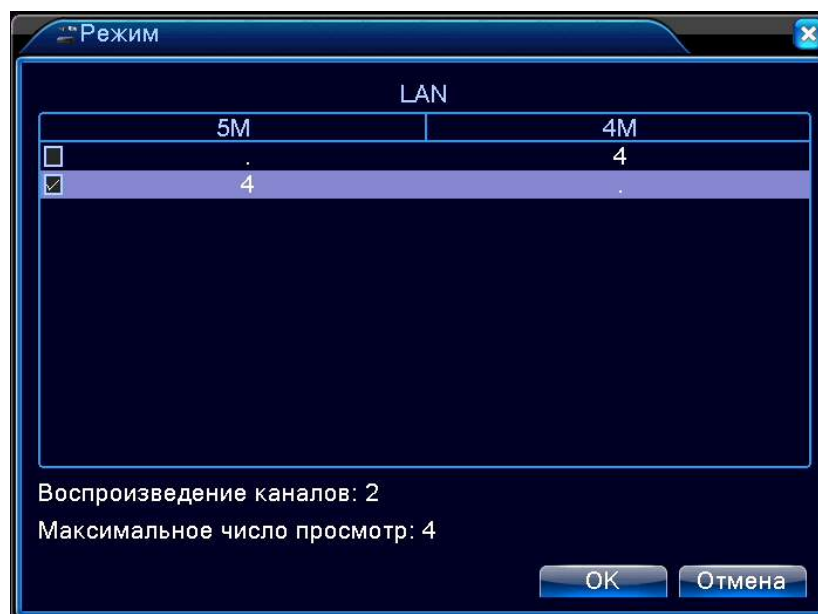 Режим
LAN
5M 4M
. 4
4 .
Воспроизведение каналов: 2
Максимальное число просмотр: 4
OK Отмена